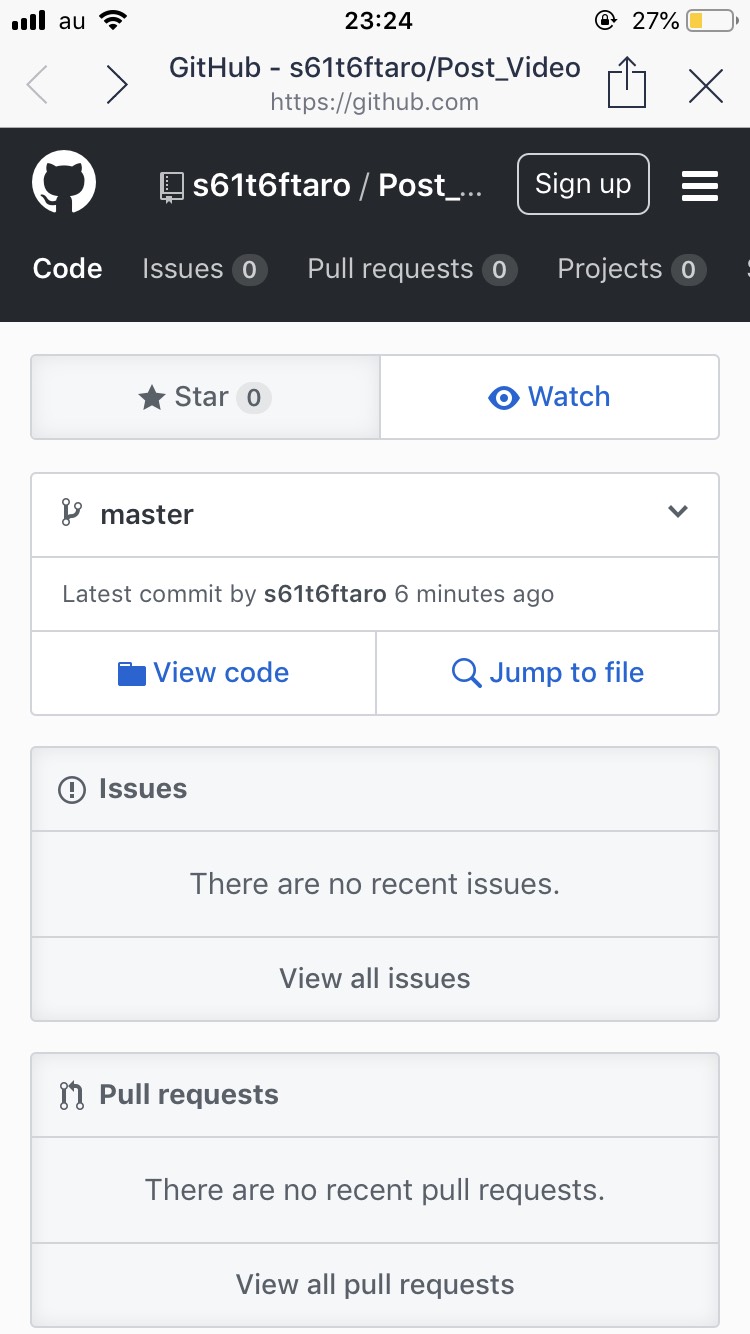 au 23:24 27%
GitHub - s61t6ftaro/Post_Video
https://github.com
s61t6ftaro / Post_... Sign up
Code Issues 0 Pull requests 0 Projects 0
Star 0 Watch
master
Latest commit by s61t6ftaro 6 minutes ago
View code Jump to file
Issues
There are no recent issues.
View all issues
Pull requests
There are no recent pull requests.
View all pull requests